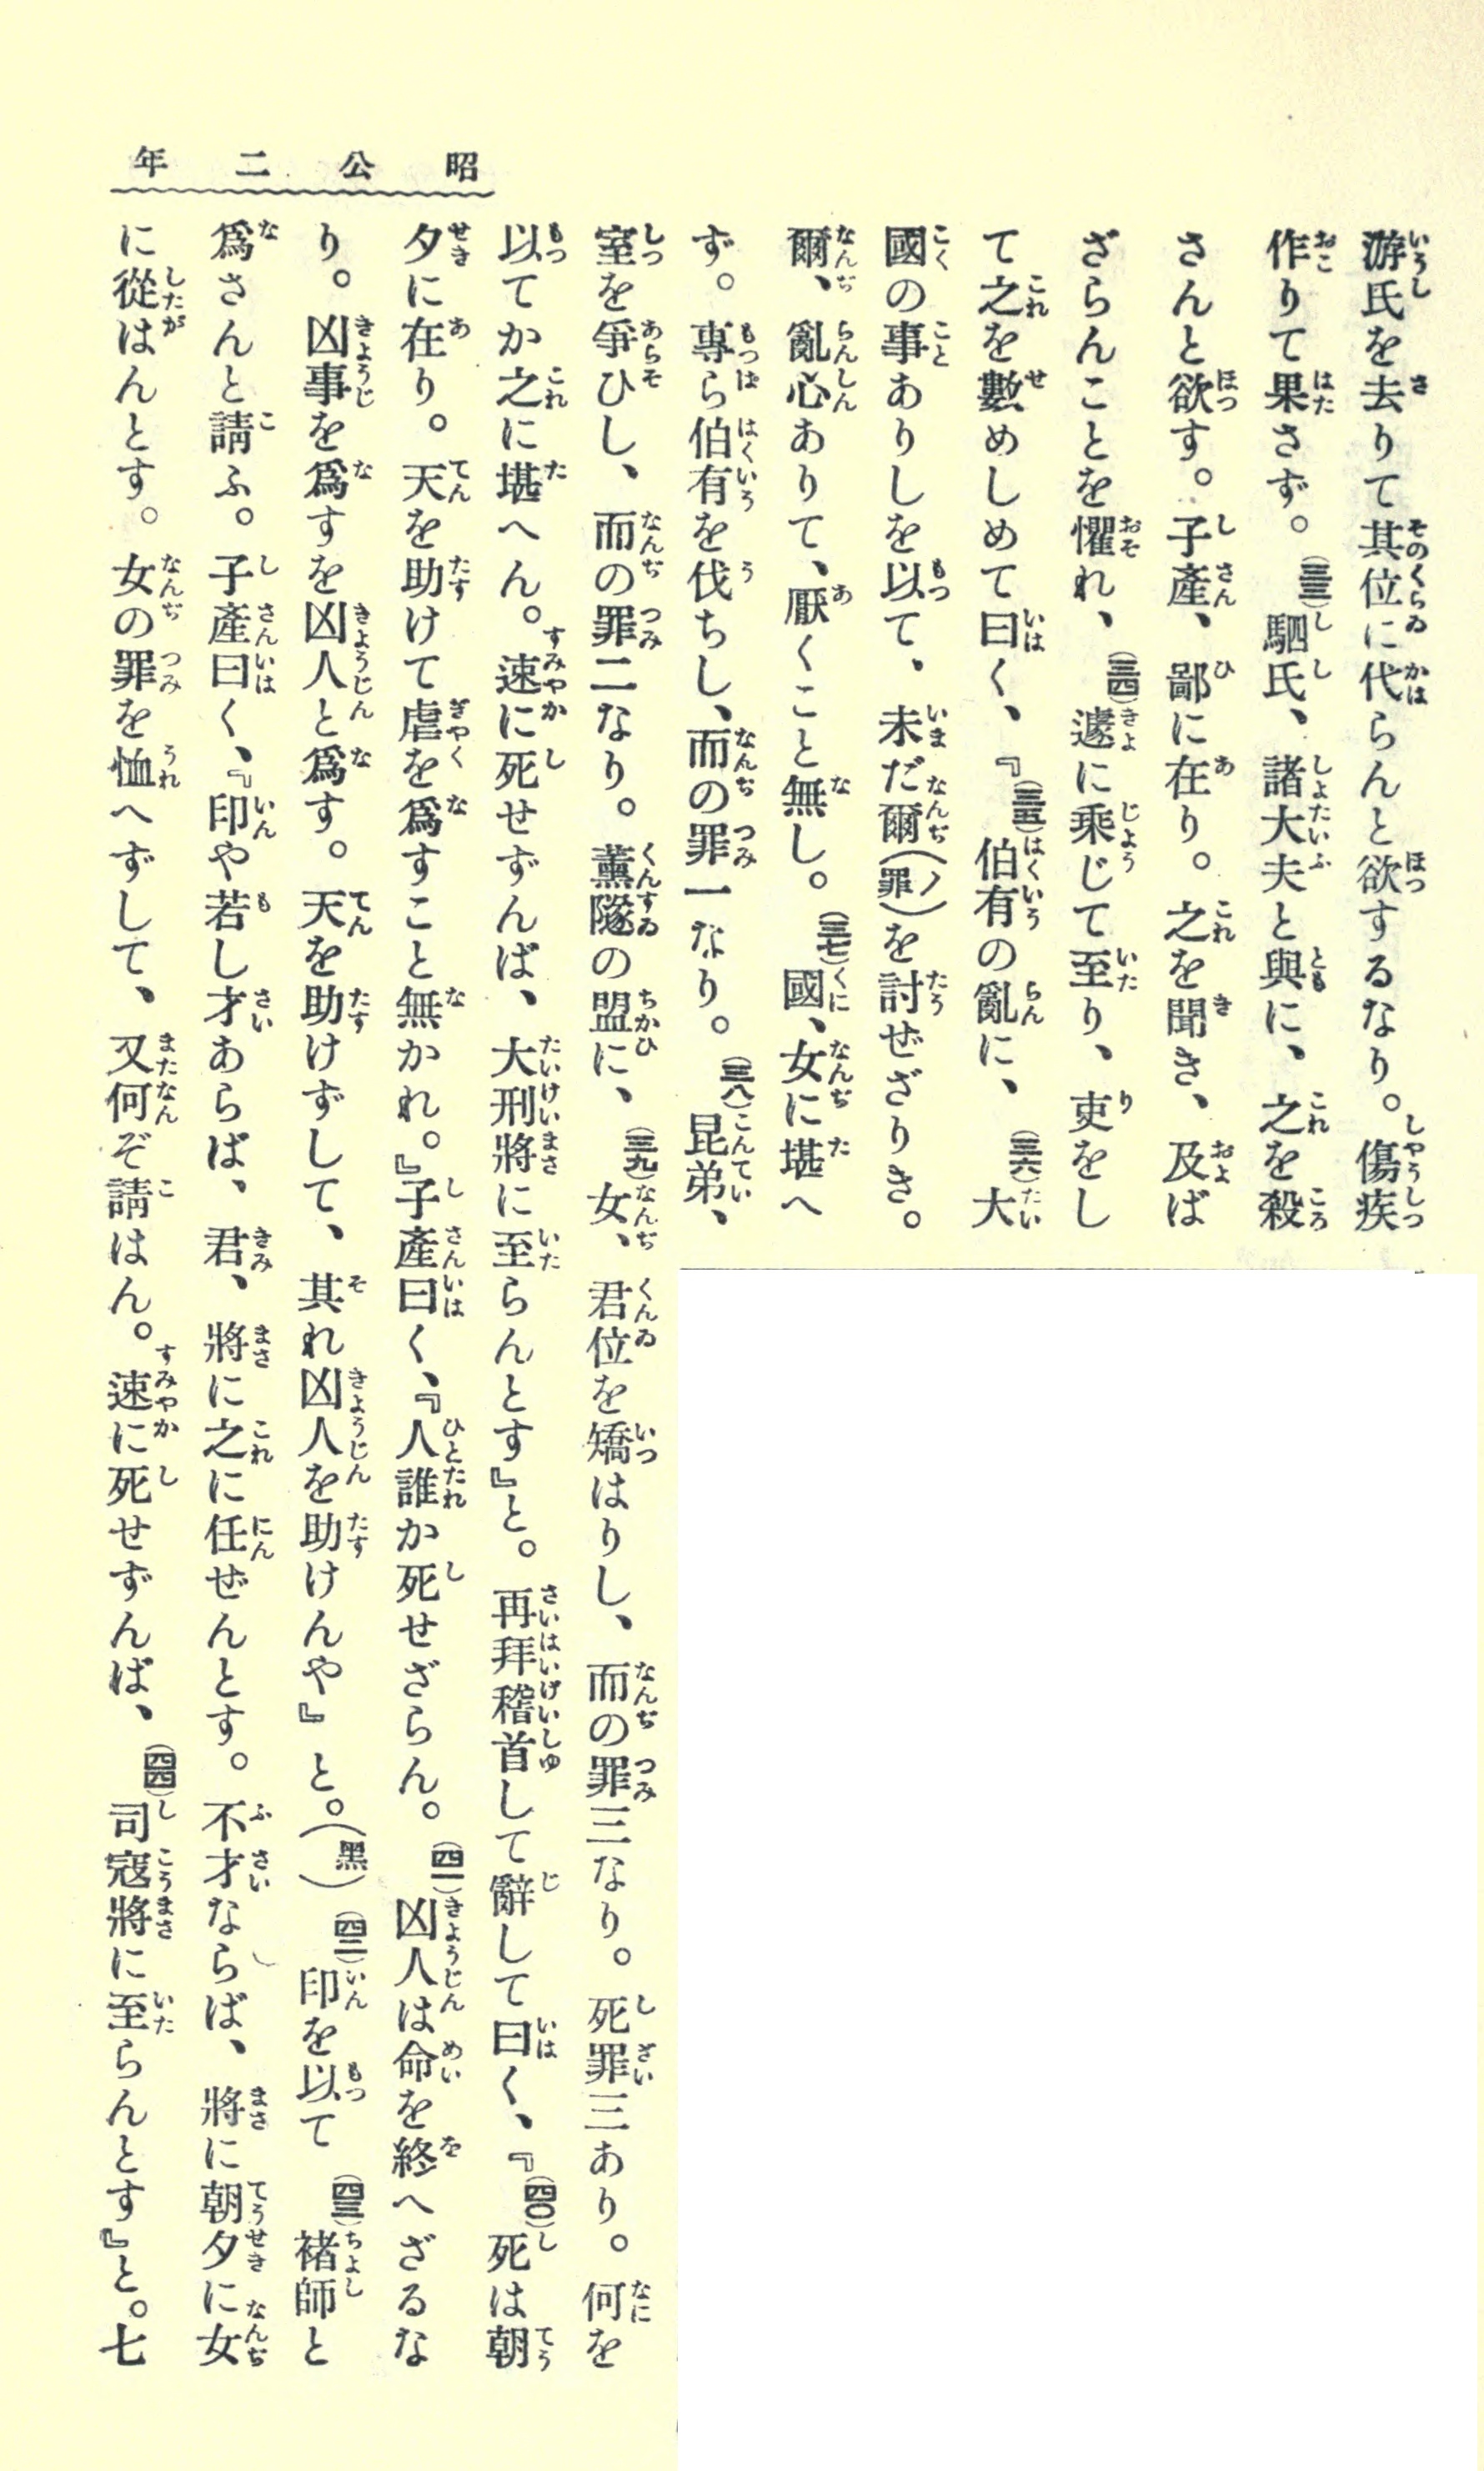 昭公二年
游氏を去りて其位に代らんと欲するなり。傷疾
作りて果さず。(三三)駟氏、諸大夫と與に、之を殺
さんと欲す。子產、鄙に在り。之を聞き、及ば
ざらんことを懼れ、(三四)遽に乘じて至り、吏をし
て之を數めしめて曰く、『(三五)伯有の亂に、(三六)大
國の事ありしを以て、未だ爾(ノ罪)を討ぜざりき。
爾、亂心ありて、厭くこと無し。(三七)國、女に堪へ
ず。專ら伯有を伐ちし、而の罪一なり。(三八)昆弟、
室を爭ひし、而の罪二なり。薰隧の盟に、(三九)女、君位を矯はりし、而の罪三なり。死罪三あり。何を
以てか之に堪へん。速に死せずんば、大刑將に至らんとす』と。再拜稽首して辭して曰く、『(四〇)死は朝
夕に在り。天を助けて虐を爲すこと無かれ。』子產曰く、『人誰か死せざらん。(四一)凶人は命を終へざるな
り。凶事を爲すを凶人と爲す。天を助けずして、其れ凶人を助けんや』と。(黑)(四二)印を以て(四三)褚師と
爲さんと請ふ。子產曰く、『印や若し才あらば、君、將に之に任ぜんとす。不才ならば、將に朝夕に女
に從はんとす。女の罪を恤へずして、又何ぞ請はん。速に死せずんば、(四四)司寇將に至らんとす』と。七